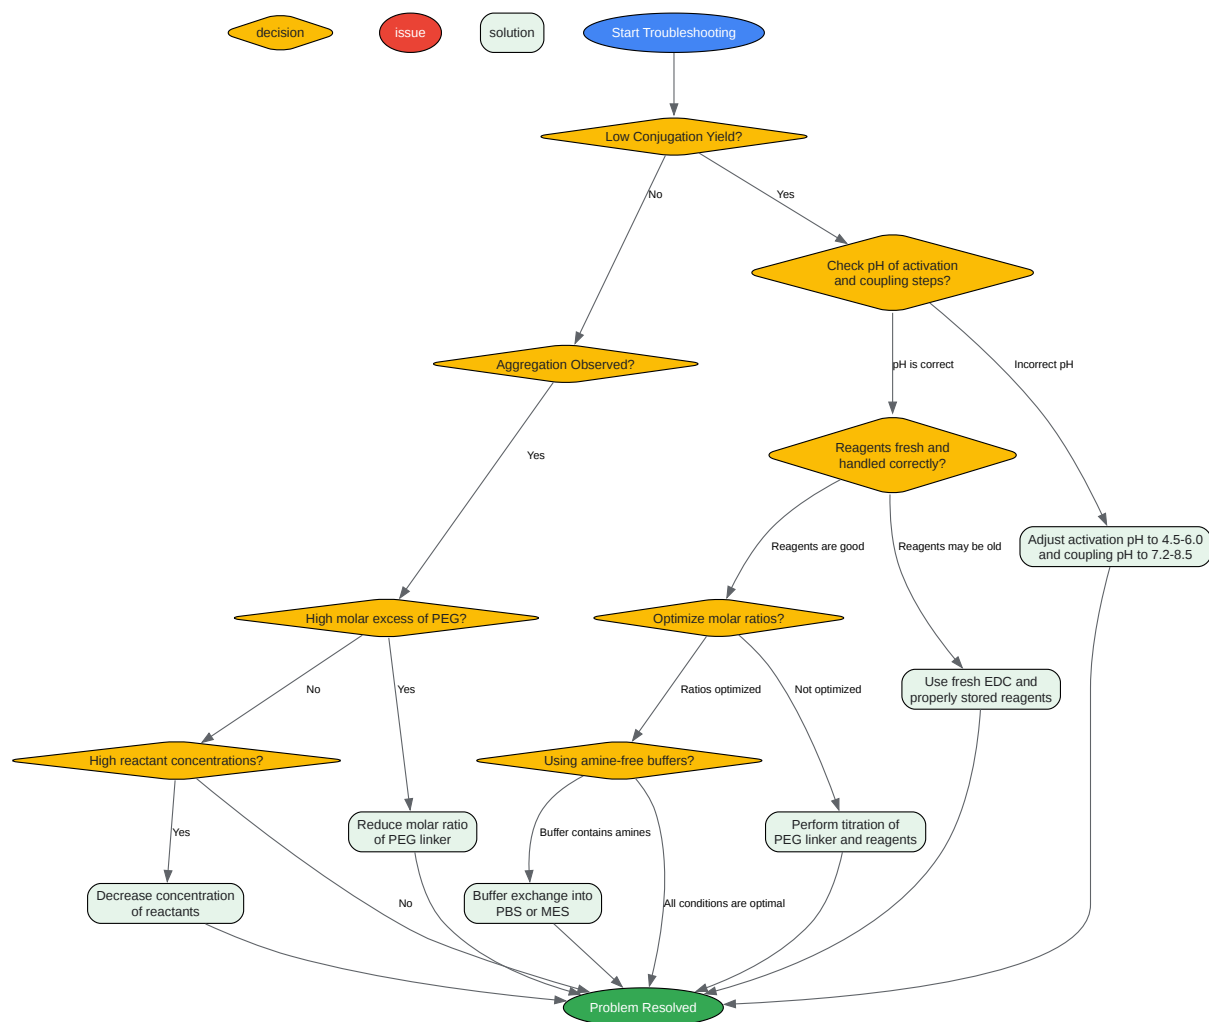 decision
issue
solution
Start Troubleshooting
Low Conjugation Yield?
No
Yes
Check pH of activation
and coupling steps?
Aggregation Observed?
pH is correct
Incorrect pH
Yes
Reagents fresh and
handled correctly?
Reagents are good
Reagents may be old
Adjust activation pH to 4.5-6.0
and coupling pH to 7.2-8.5
High molar excess of PEG?
Optimize molar ratios?
No
Yes
Ratios optimized
Not optimized
Use fresh EDC and
properly stored reagents
High reactant concentrations?
Using amine-free buffers?
Yes
Reduce molar ratio
of PEG linker
Buffer contains amines
Perform titration of
PEG linker and reagents
Decrease concentration
of reactants
No
Buffer exchange into
PBS or MES
All conditions are optimal
Problem Resolved